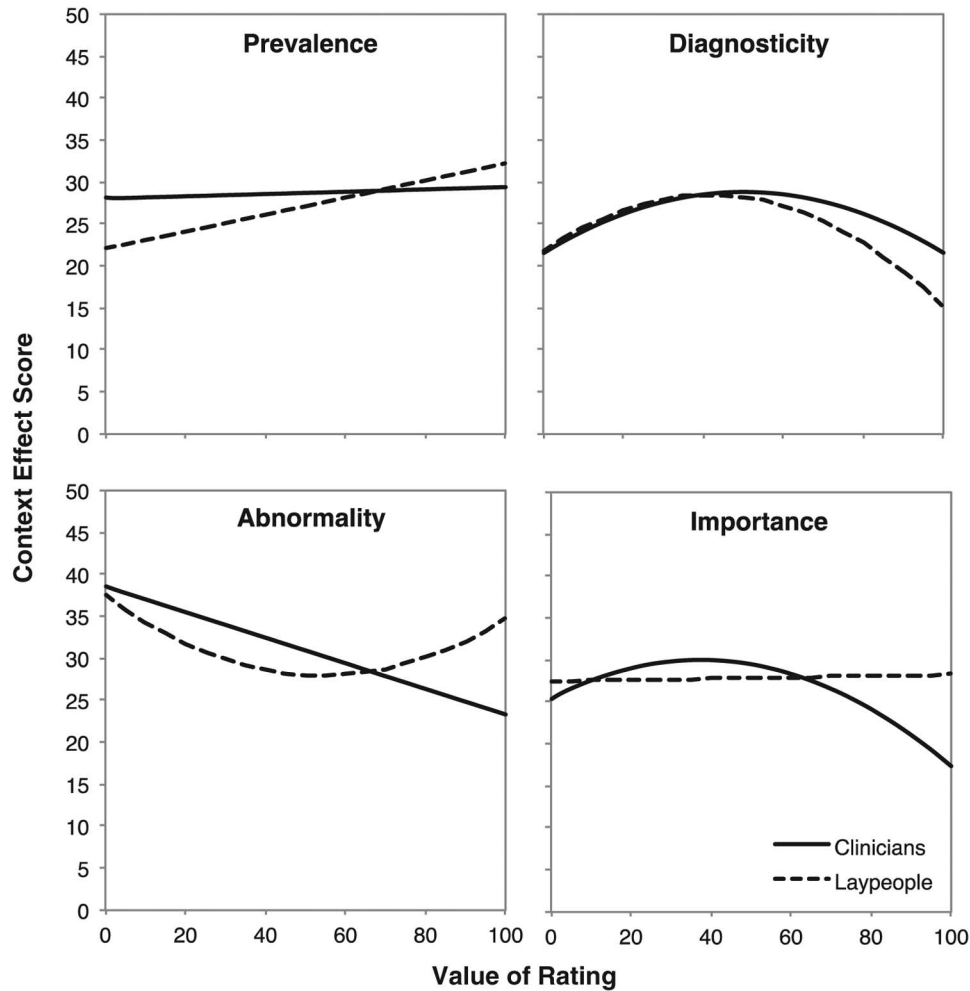 Prevalence
Diagnosticity
50
45
40
35
30
25
20
15
10
5
0
Abnormality
Importance
50
45
40
35
30
25
20
15
10
5
0
Clinicians
Laypeople
0 20 40 60 80 100
0 20 40 60 80 100
Context Effect Score
Value of Rating